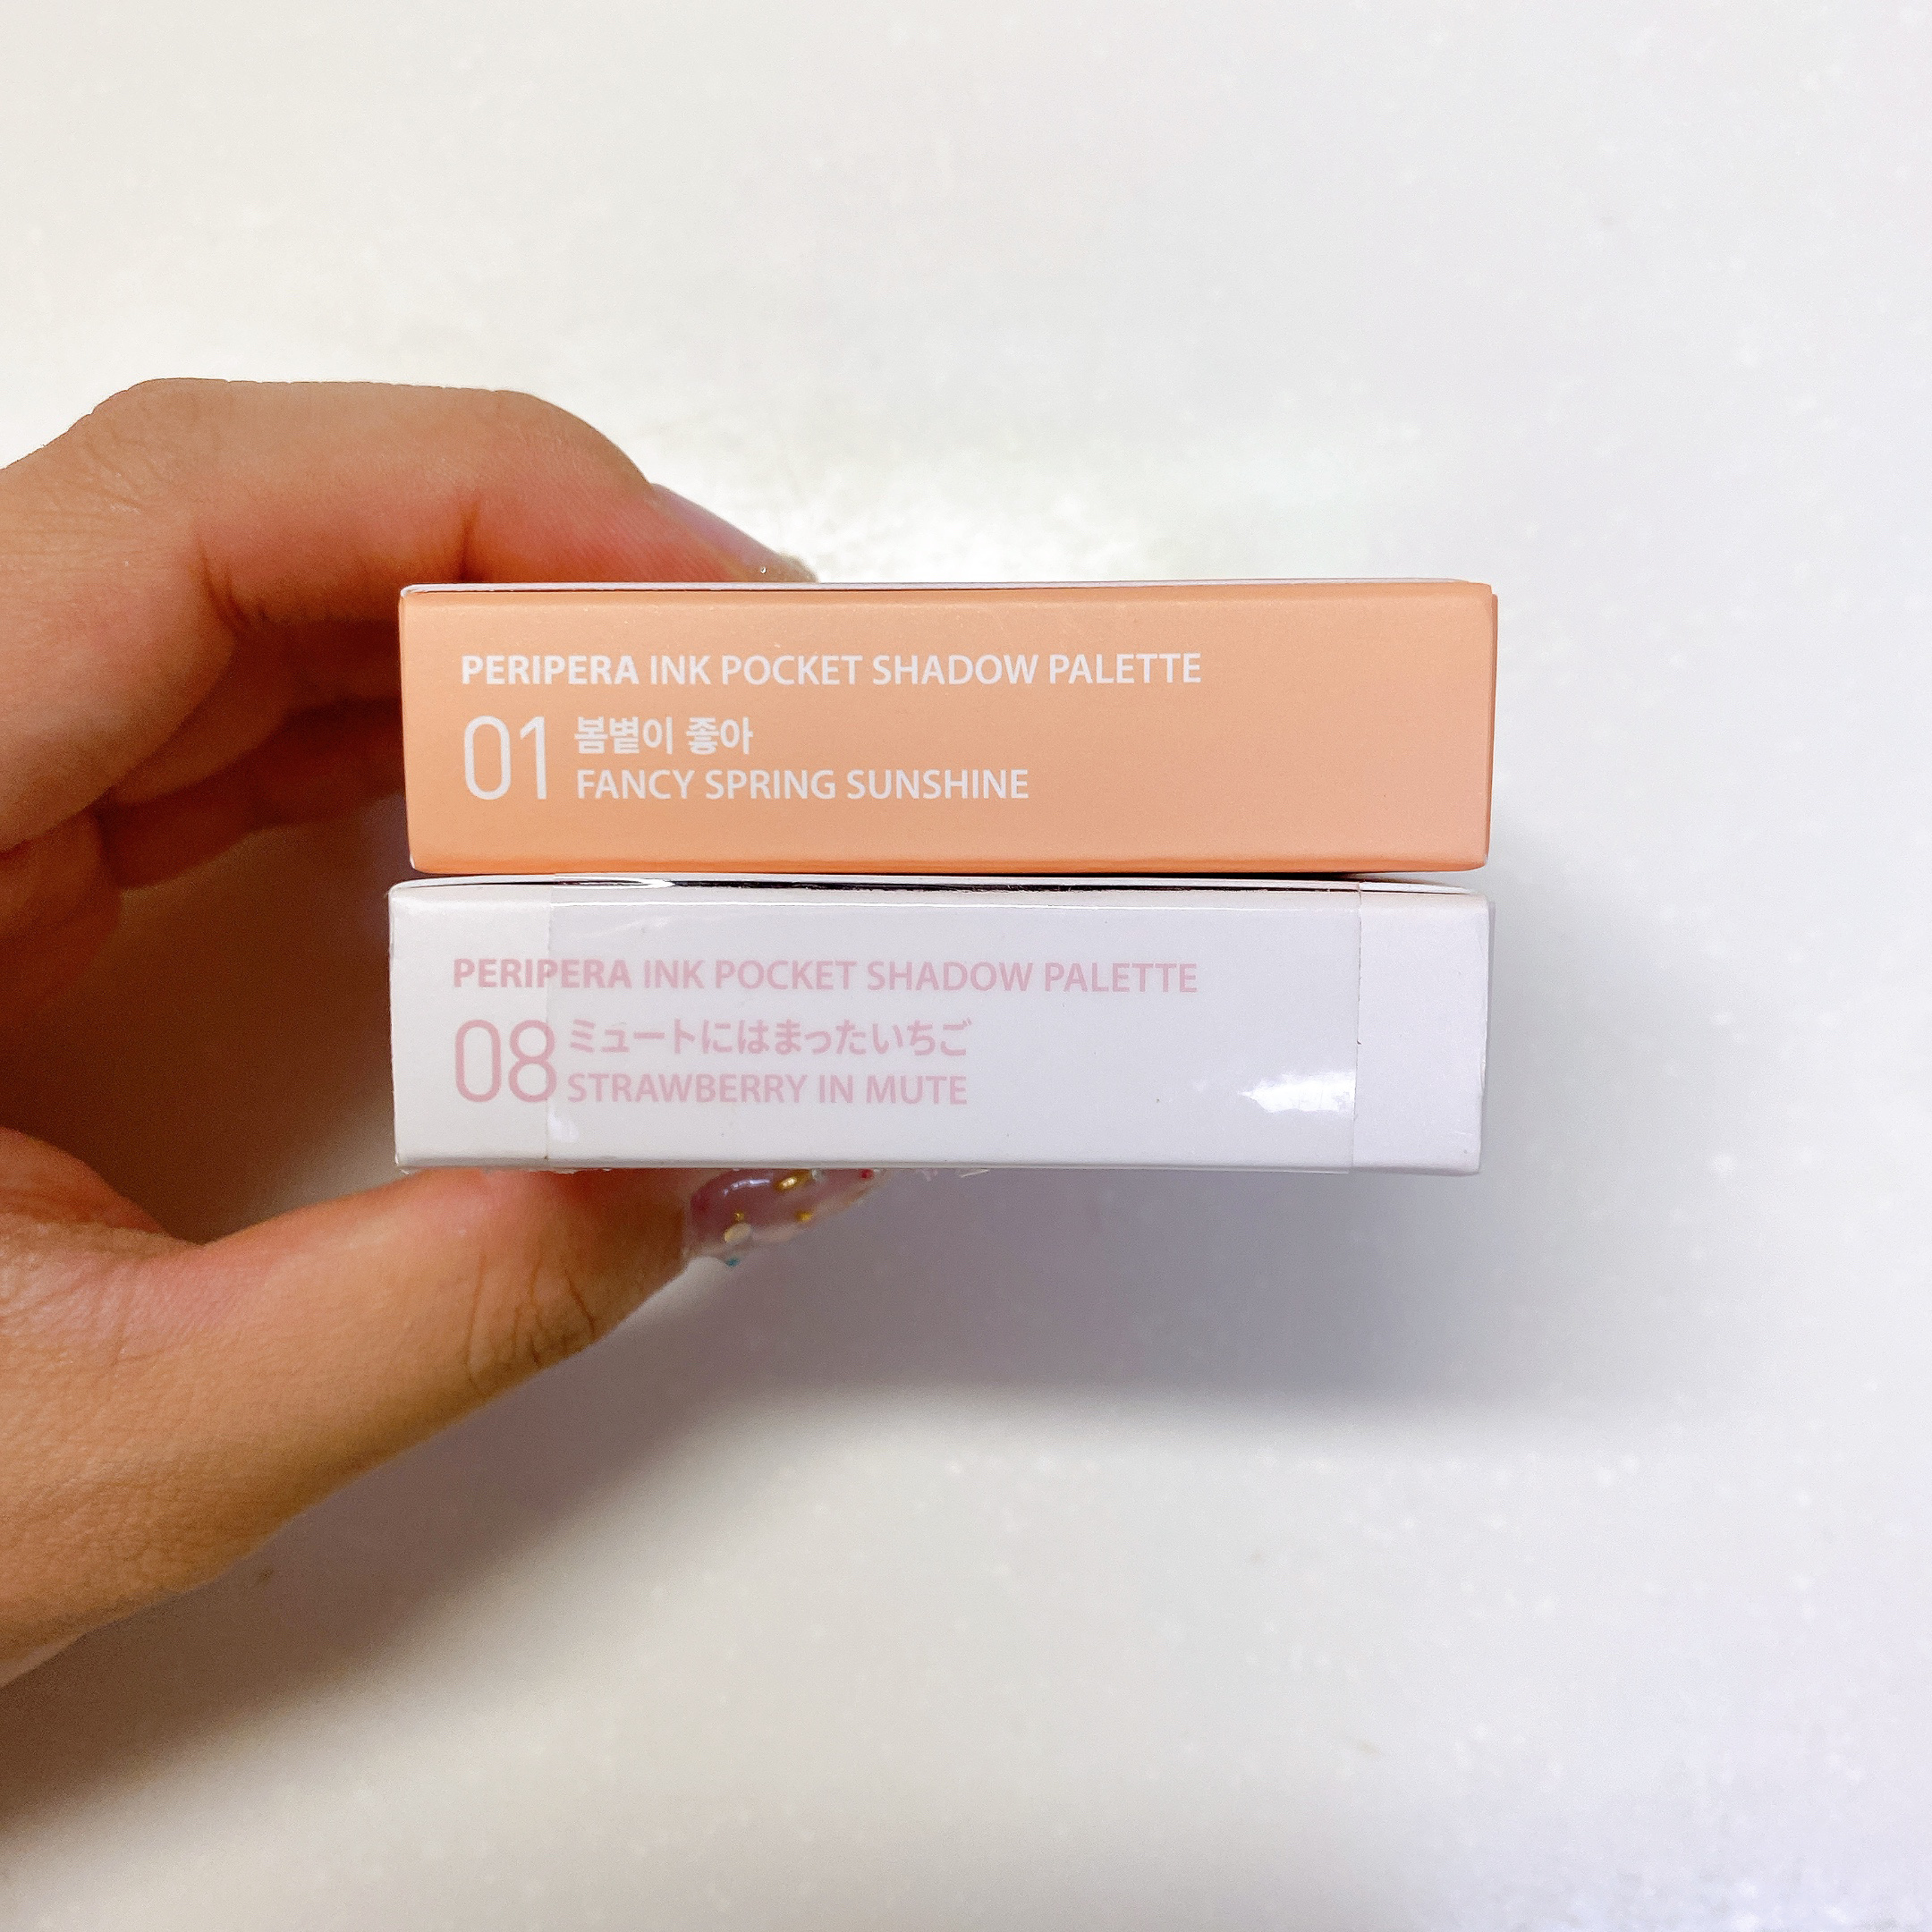 PERIPERA INK POCKET SHADOW PALETTE
01 봄볕이 좋아
FANCY SPRING SUNSHINE
PERIPERA INK POCKET SHADOW PALETTE
08 ミュートにはまったいちご
STRAWBERRY IN MUTE